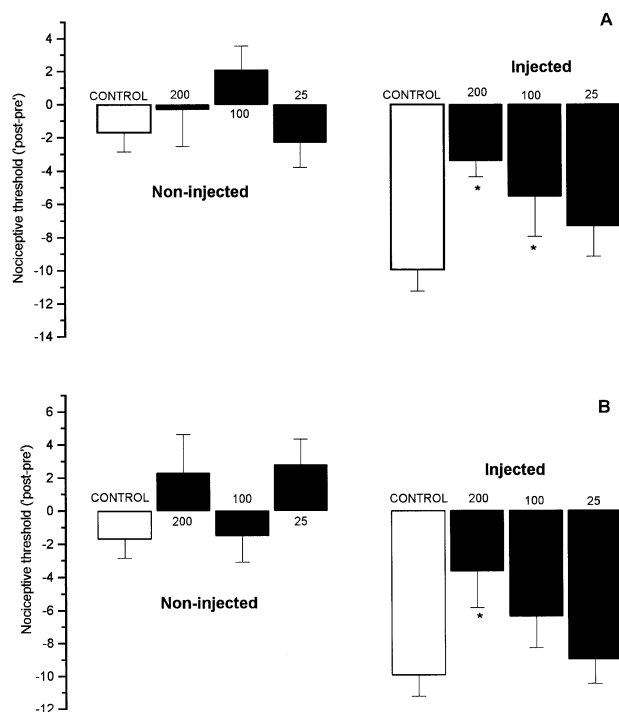 A
Nociceptive threshold ('post-pre')
4
2
0
-2
-4
-6
-8
-10
-12
-14
CONTROL
200
100
25
Non-injected
Injected
CONTROL
200
100
25
*
*
B
Nociceptive threshold ('post-pre')
6
4
2
0
-2
-4
-6
-8
-10
-12
CONTROL
200
100
25
Non-injected
Injected
CONTROL
200
100
25
*